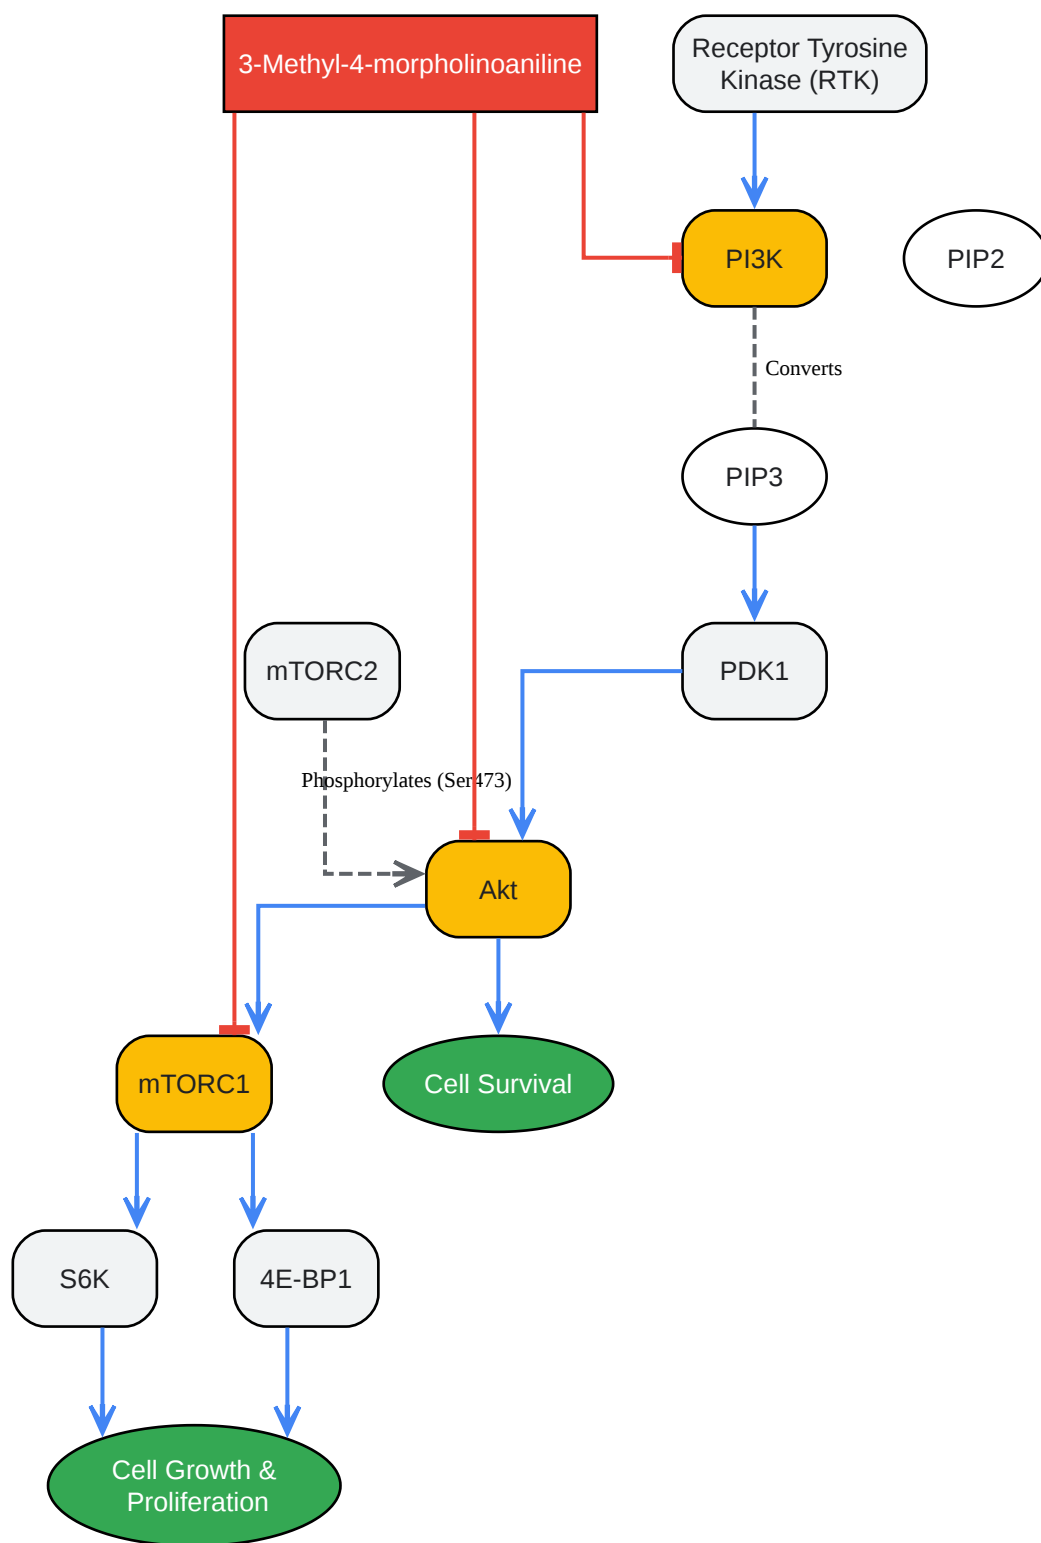 3-Methyl-4-morpholinoaniline
Receptor Tyrosine
Kinase (RTK)
PI3K
PIP2
Converts
PIP3
mTORC2
PDK1
Phosphorylates (Ser473)
Akt
mTORC1
Cell Survival
S6K
4E-BP1
Cell Growth &
Proliferation